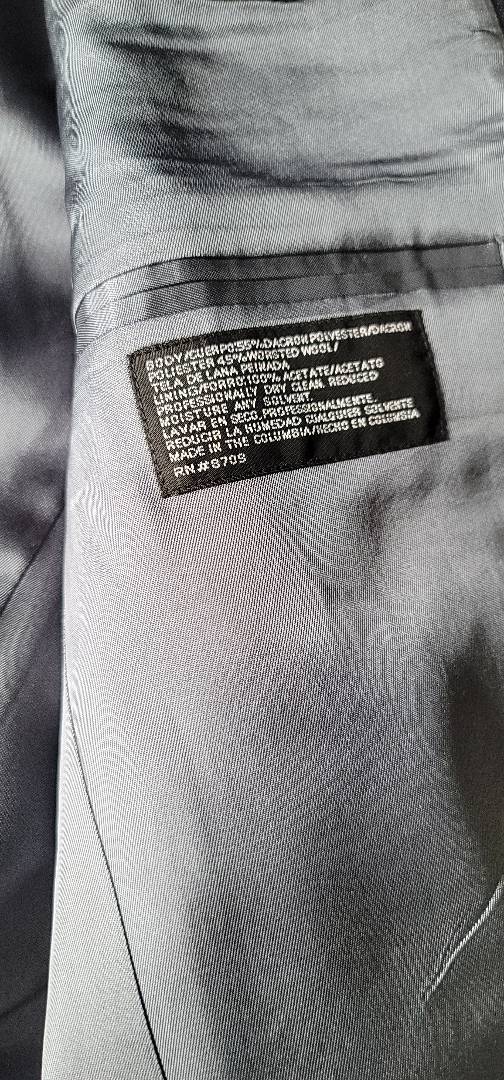 BODY/CUERPO:55%DACRON POLYESTER/DACRON
POLIESTER 45%WORSTED WOOL/
TELA DE LANA PEINADA
LINING/FORRO:100% ACETATE/ACETATO
PROFESSIONALLY DRY CLEAN. REDUCED
MOISTURE ANY SOLVENT.
LAVAR EN SECO PROFESSIONALMENTE.
REDUCIR LA HUMEDAD CUALQUIER SOLVENTE
MADE IN THE COLUMBIA/HECHO EN COLUMBIA
RN#8709